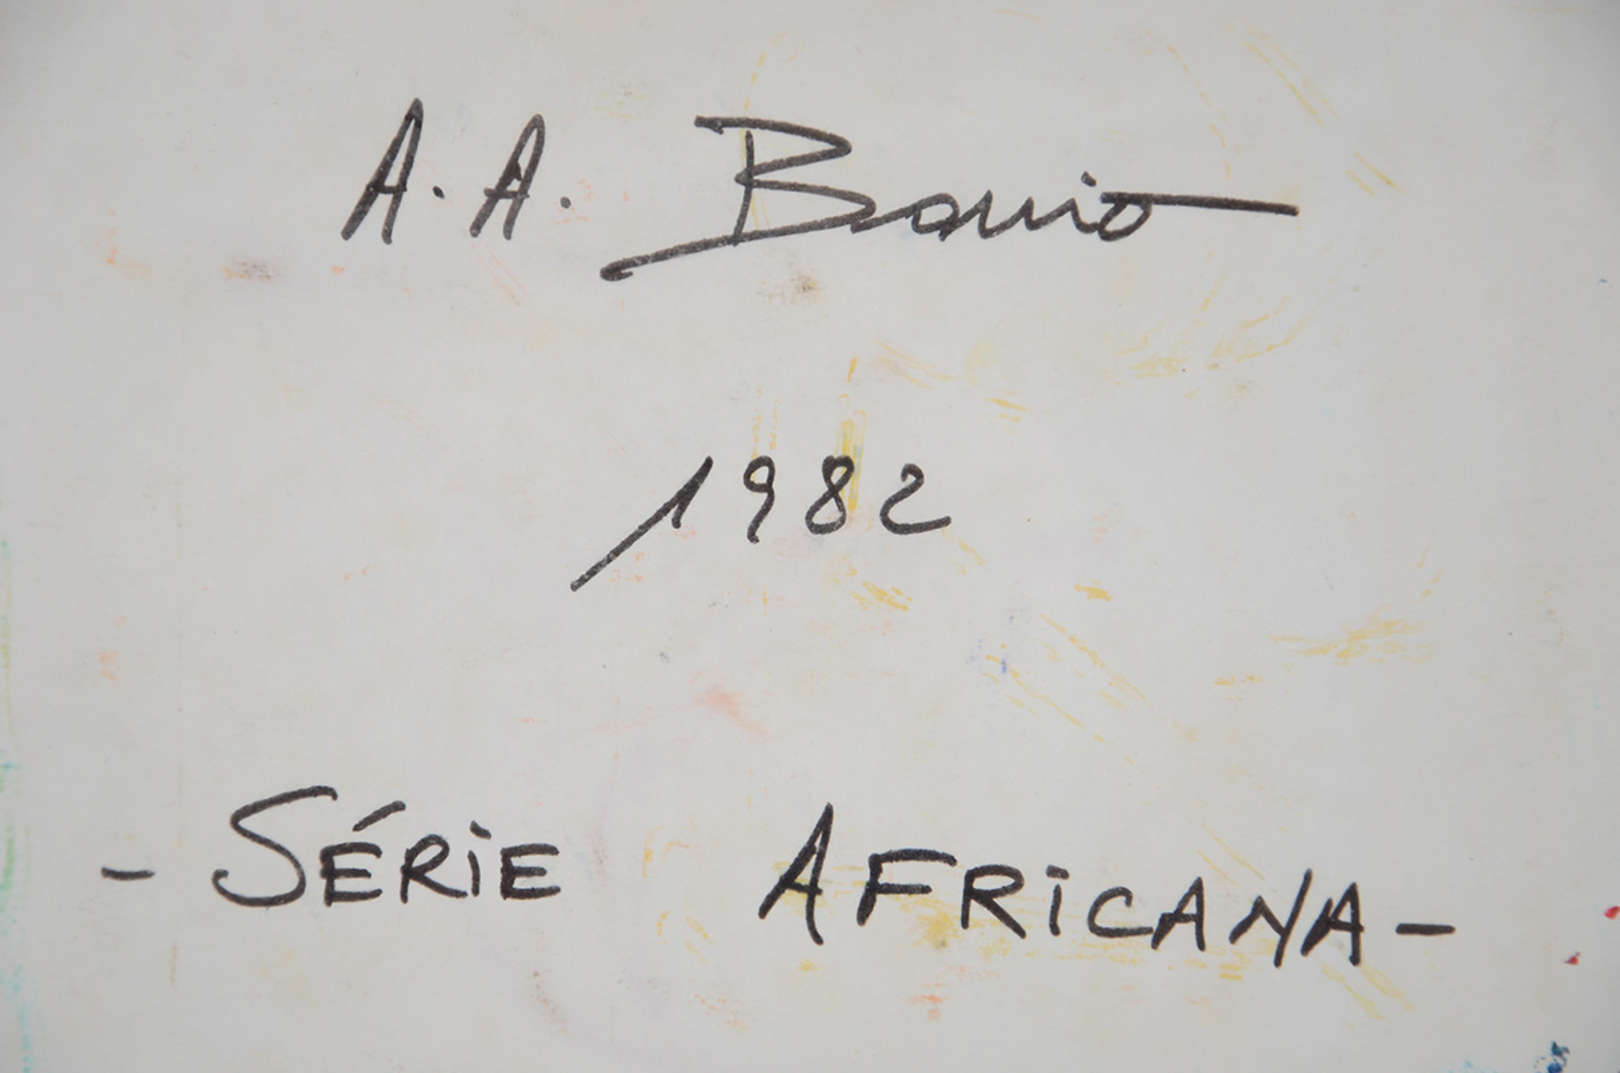 A. A. Barrio
1982
- SÉRIE AFRICANA -